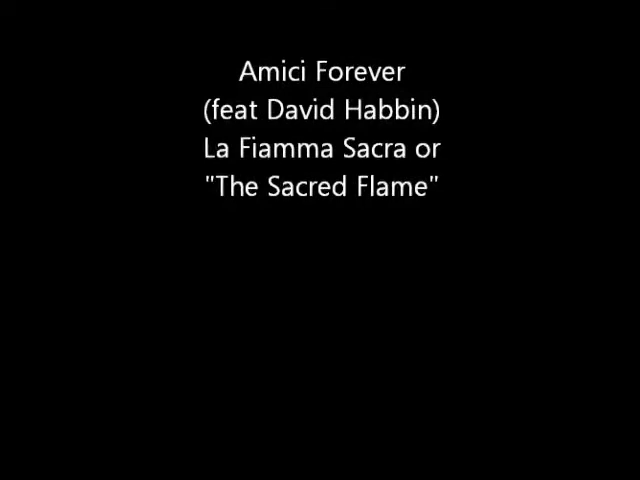 Amici Forever
(feat David Habbin)
La Fiamma Sacra or
"The Sacred Flame"